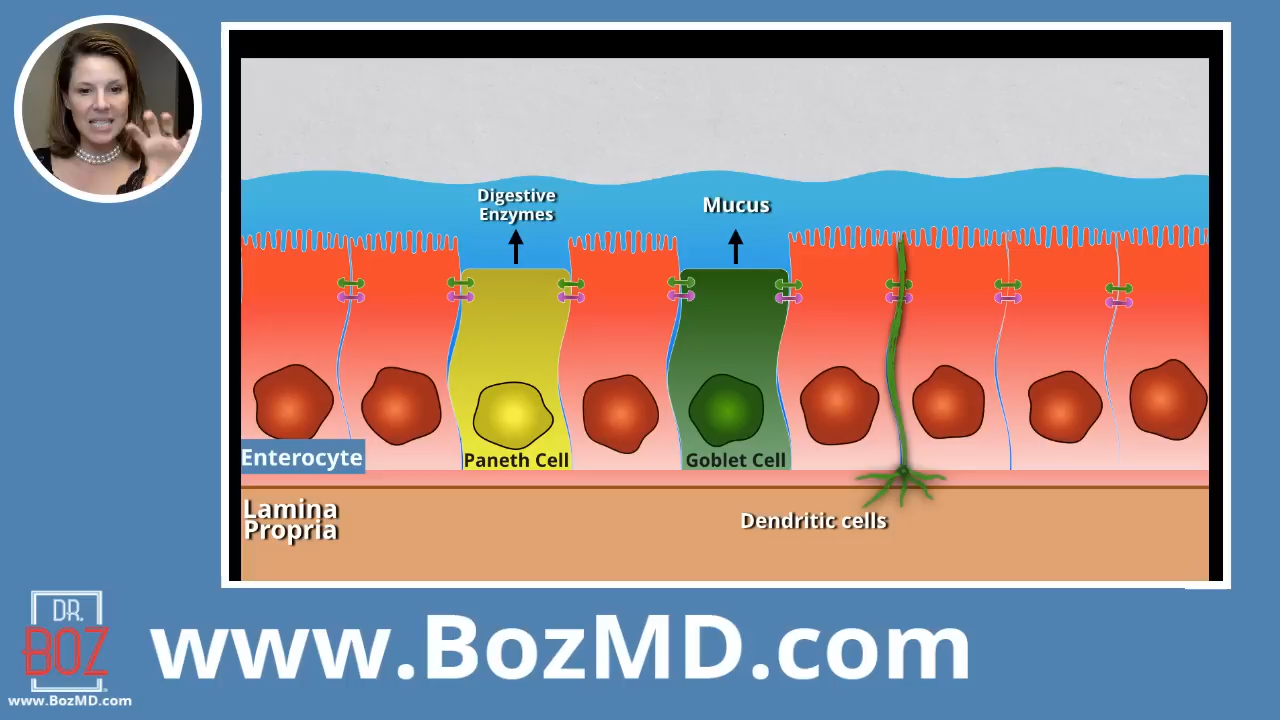 Digestive
Enzymes
Mucus
Enterocyte
Paneth Cell
Goblet Cell
Lamina
Propria
Dendritic cells
DR.
BOZ
www.BozMD.com
www.BozMD.com